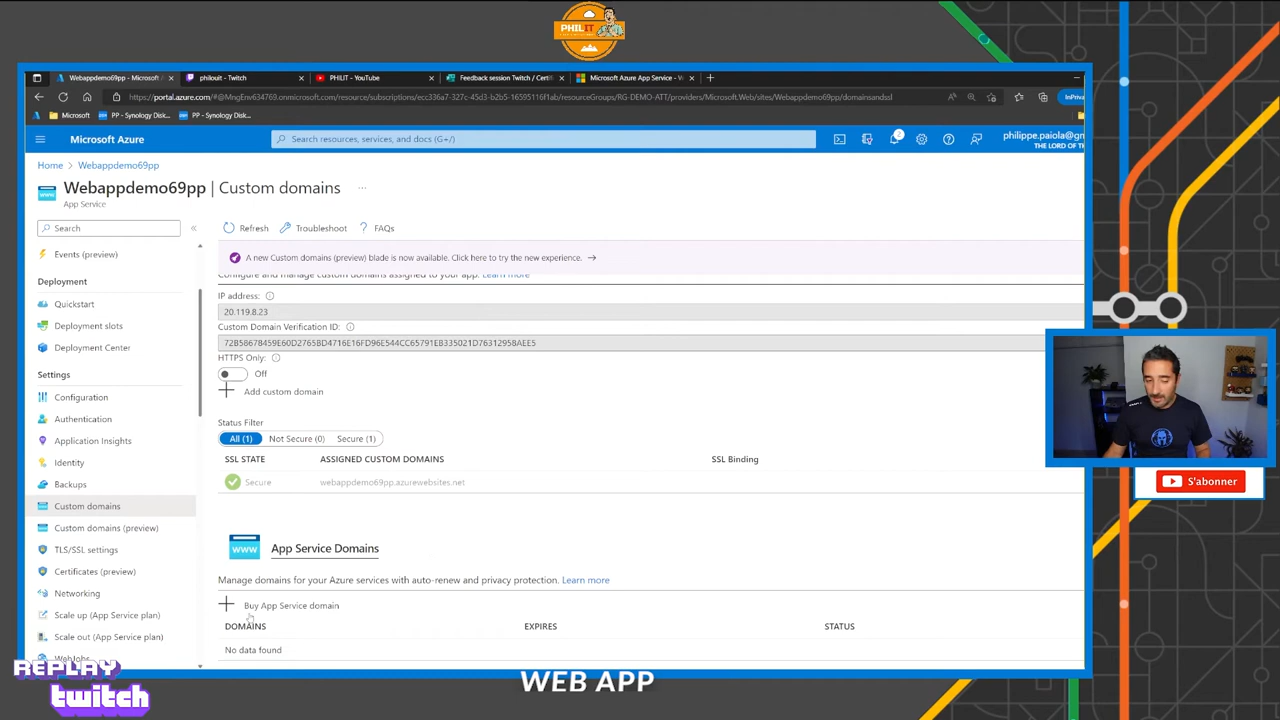 PHIL IT
Webappdemo69pp - Microsoft A
philouit - Twitch
PHILIT - YouTube
Feedback session Twitch / Certi
Microsoft Azure App Service - V
https://portal.azure.com/#@MngEnv634769.onmicrosoft.com/resource/subscriptions/ecc336a7-327c-45d3-b2b5-16595116f1ab/resourceGroups/RG-DEMO-ATT/providers/Microsoft.Web/sites/Webappdemo69pp/domainsandssl
InPriva
Microsoft
PP - Synology Disk...
PP - Synology Disk...
Microsoft Azure
Search resources, services, and docs (G+/)
2
philippe.paiola@gm
THE LORD OF T
Home > Webappdemo69pp
Webappdemo69pp | Custom domains ...
App Service
Search
«
Refresh
Troubleshoot
FAQs
A new Custom domains (preview) blade is now available. Click here to try the new experience. →
Configure and manage custom domains assigned to your app. Learn more
Events (preview)
Deployment
Quickstart
Deployment slots
Deployment Center
Settings
Configuration
Authentication
Application Insights
Identity
Backups
Custom domains
Custom domains (preview)
TLS/SSL settings
Certificates (preview)
Networking
Scale up (App Service plan)
Scale out (App Service plan)
WebJobs
IP address:
20.119.8.23
Custom Domain Verification ID:
72B58678459E60D2765BD4716E16FD96E544CC65791EB335021D76312958AEE5
HTTPS Only:
Off
Add custom domain
Status Filter
All (1)
Not Secure (0)
Secure (1)
SSL STATE
ASSIGNED CUSTOM DOMAINS
SSL Binding
Secure
webappdemo69pp.azurewebsites.net
www
App Service Domains
Manage domains for your Azure services with auto-renew and privacy protection. Learn more
Buy App Service domain
DOMAINS
EXPIRES
STATUS
No data found
S'abonner
REPLAY
twitch
WEB APP